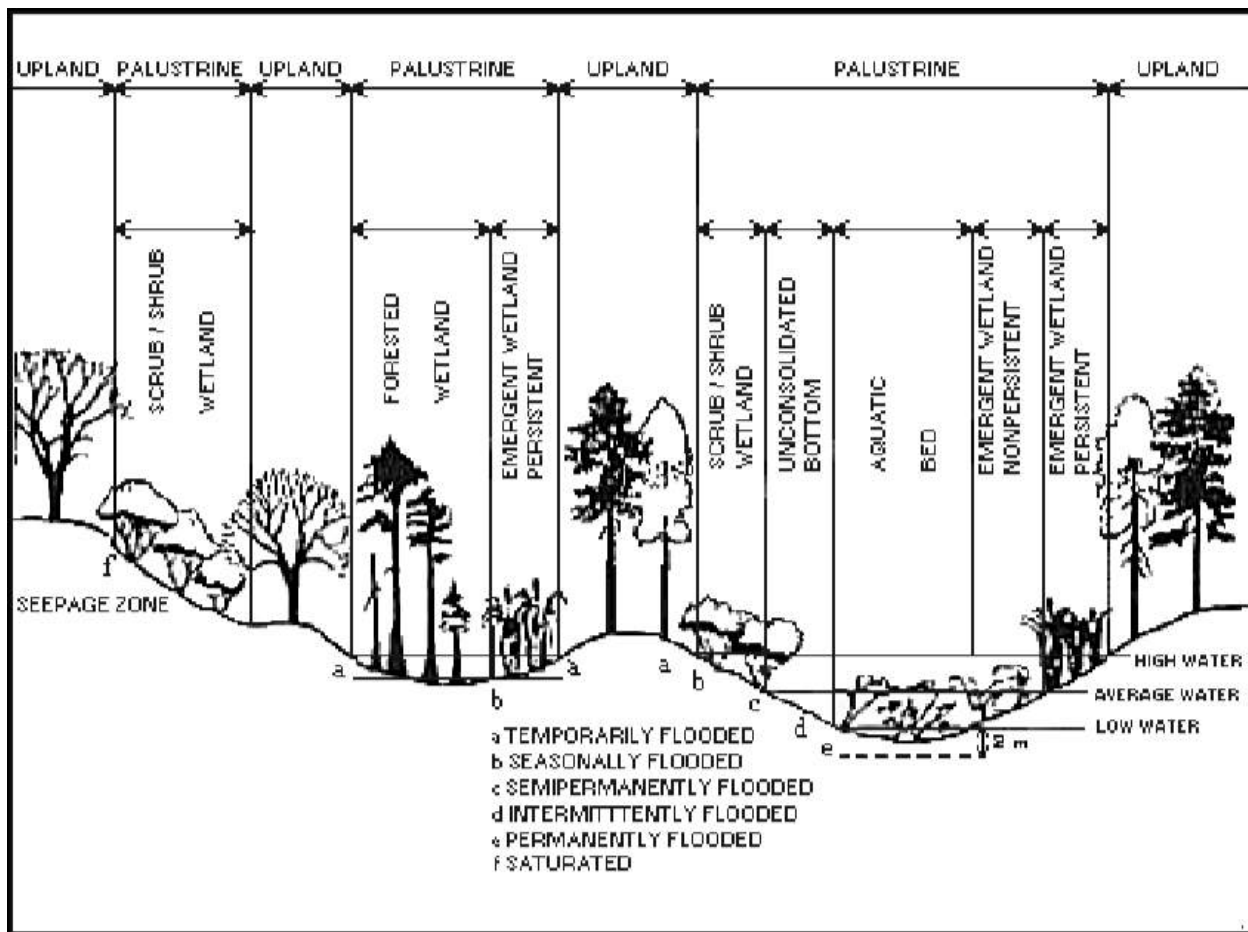 UPLAND PALUSTRINE UPLAND PALUSTRINE UPLAND PALUSTRINE UPLAND
SCRUB / SHRUB
WETLAND
FORESTED
WETLAND
EMERGENT WETLAND
PERSISTENT
SCRUB / SHRUB
WETLAND
UNCONSOLIDATED
BOTTOM
AQUATIC
BED
EMERGENT WETLAND
NONPERSISTENT
EMERGENT WETLAND
PERSISTENT
f
SEEPAGE ZONE
a
b
a
a
b
c
d
e
HIGH WATER
AVERAGE WATER
LOW WATER
2 m
a TEMPORARILY FLOODED
b SEASONALLY FLOODED
c SEMIPERMANENTLY FLOODED
d INTERMITTTENTLY FLOODED
e PERMANENTLY FLOODED
f SATURATED